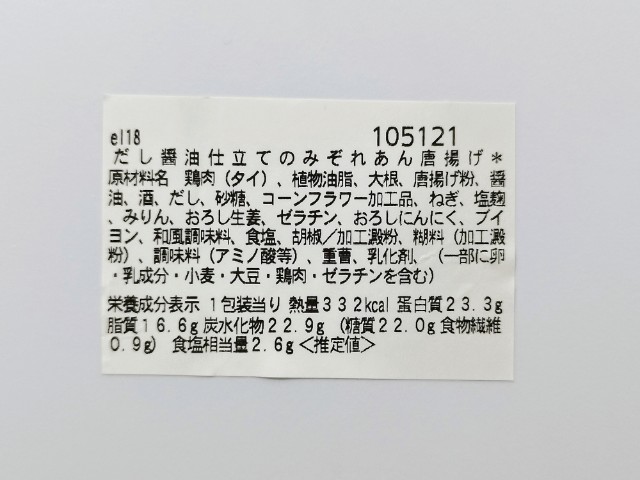 el18 105121
だし醤油仕立てのみぞれあん唐揚げ＊
原材料名 鶏肉（タイ）、植物油脂、大根、唐揚げ粉、醤
油、酒、だし、砂糖、コーンフラワー加工品、ねぎ、塩麹
、みりん、おろし生姜、ゼラチン、おろしにんにく、ブイ
ヨン、和風調味料、食塩、胡椒／加工澱粉、糊料（加工澱
粉）、調味料（アミノ酸等）、重曹、乳化剤、（一部に卵
・乳成分・小麦・大豆・鶏肉・ゼラチンを含む）
栄養成分表示 １包装当り 熱量３３２kcal 蛋白質２３.３g
脂質１６.６g 炭水化物２２.９g （糖質２２.０g 食物繊維
０.９g） 食塩相当量２.６g＜推定値＞